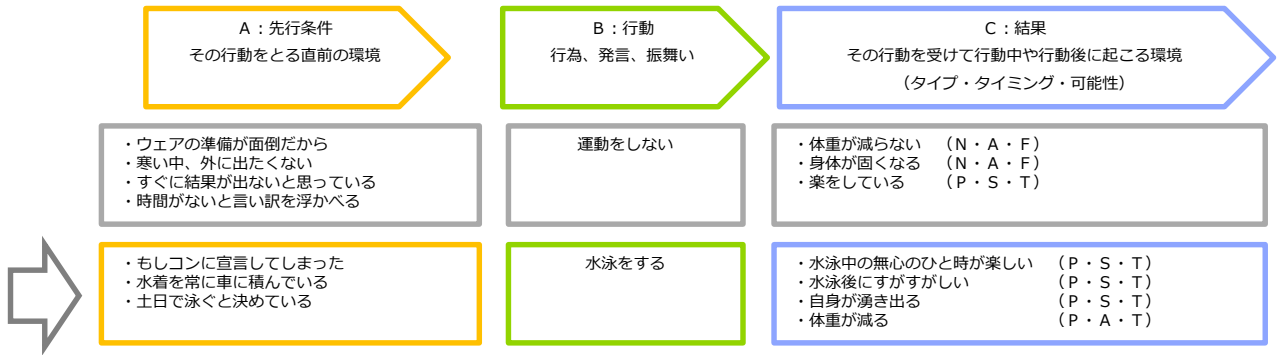 A：先行条件
その行動をとる直前の環境
B：行動
行為、発言、振舞い
C：結果
その行動を受けて行動中や行動後に起こる環境
（タイプ・タイミング・可能性）
・ウェアの準備が面倒だから
・寒い中、外に出たくない
・すぐに結果が出ないと思っている
・時間がないと言い訳を浮かべる
運動をしない
・体重が減らない （N・A・F）
・身体が固くなる （N・A・F）
・楽をしている （P・S・T）
・もしコンに宣言してしまった
・水着を常に車に積んでいる
・土日で泳ぐと決めている
水泳をする
・水泳中の無心のひと時が楽しい （P・S・T）
・水泳後にすがすがしい （P・S・T）
・自身が湧き出る （P・S・T）
・体重が減る （P・A・T）